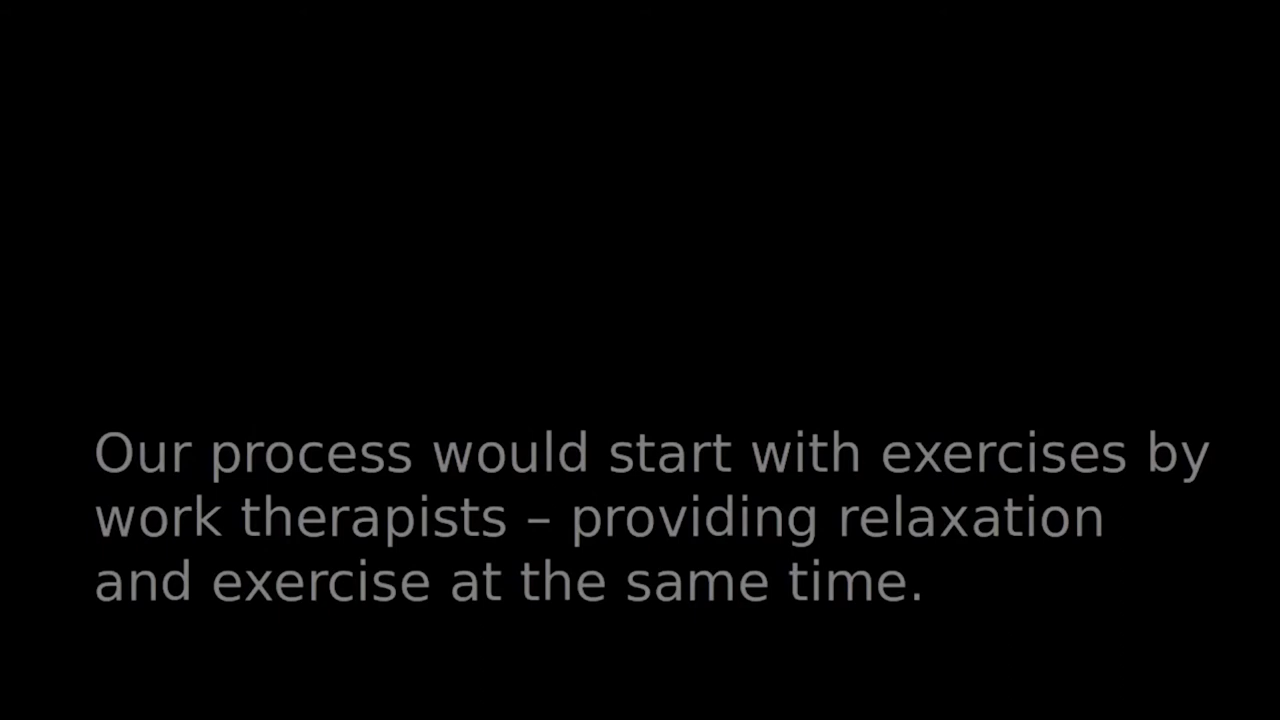 Our process would start with exercises by
work therapists – providing relaxation
and exercise at the same time.